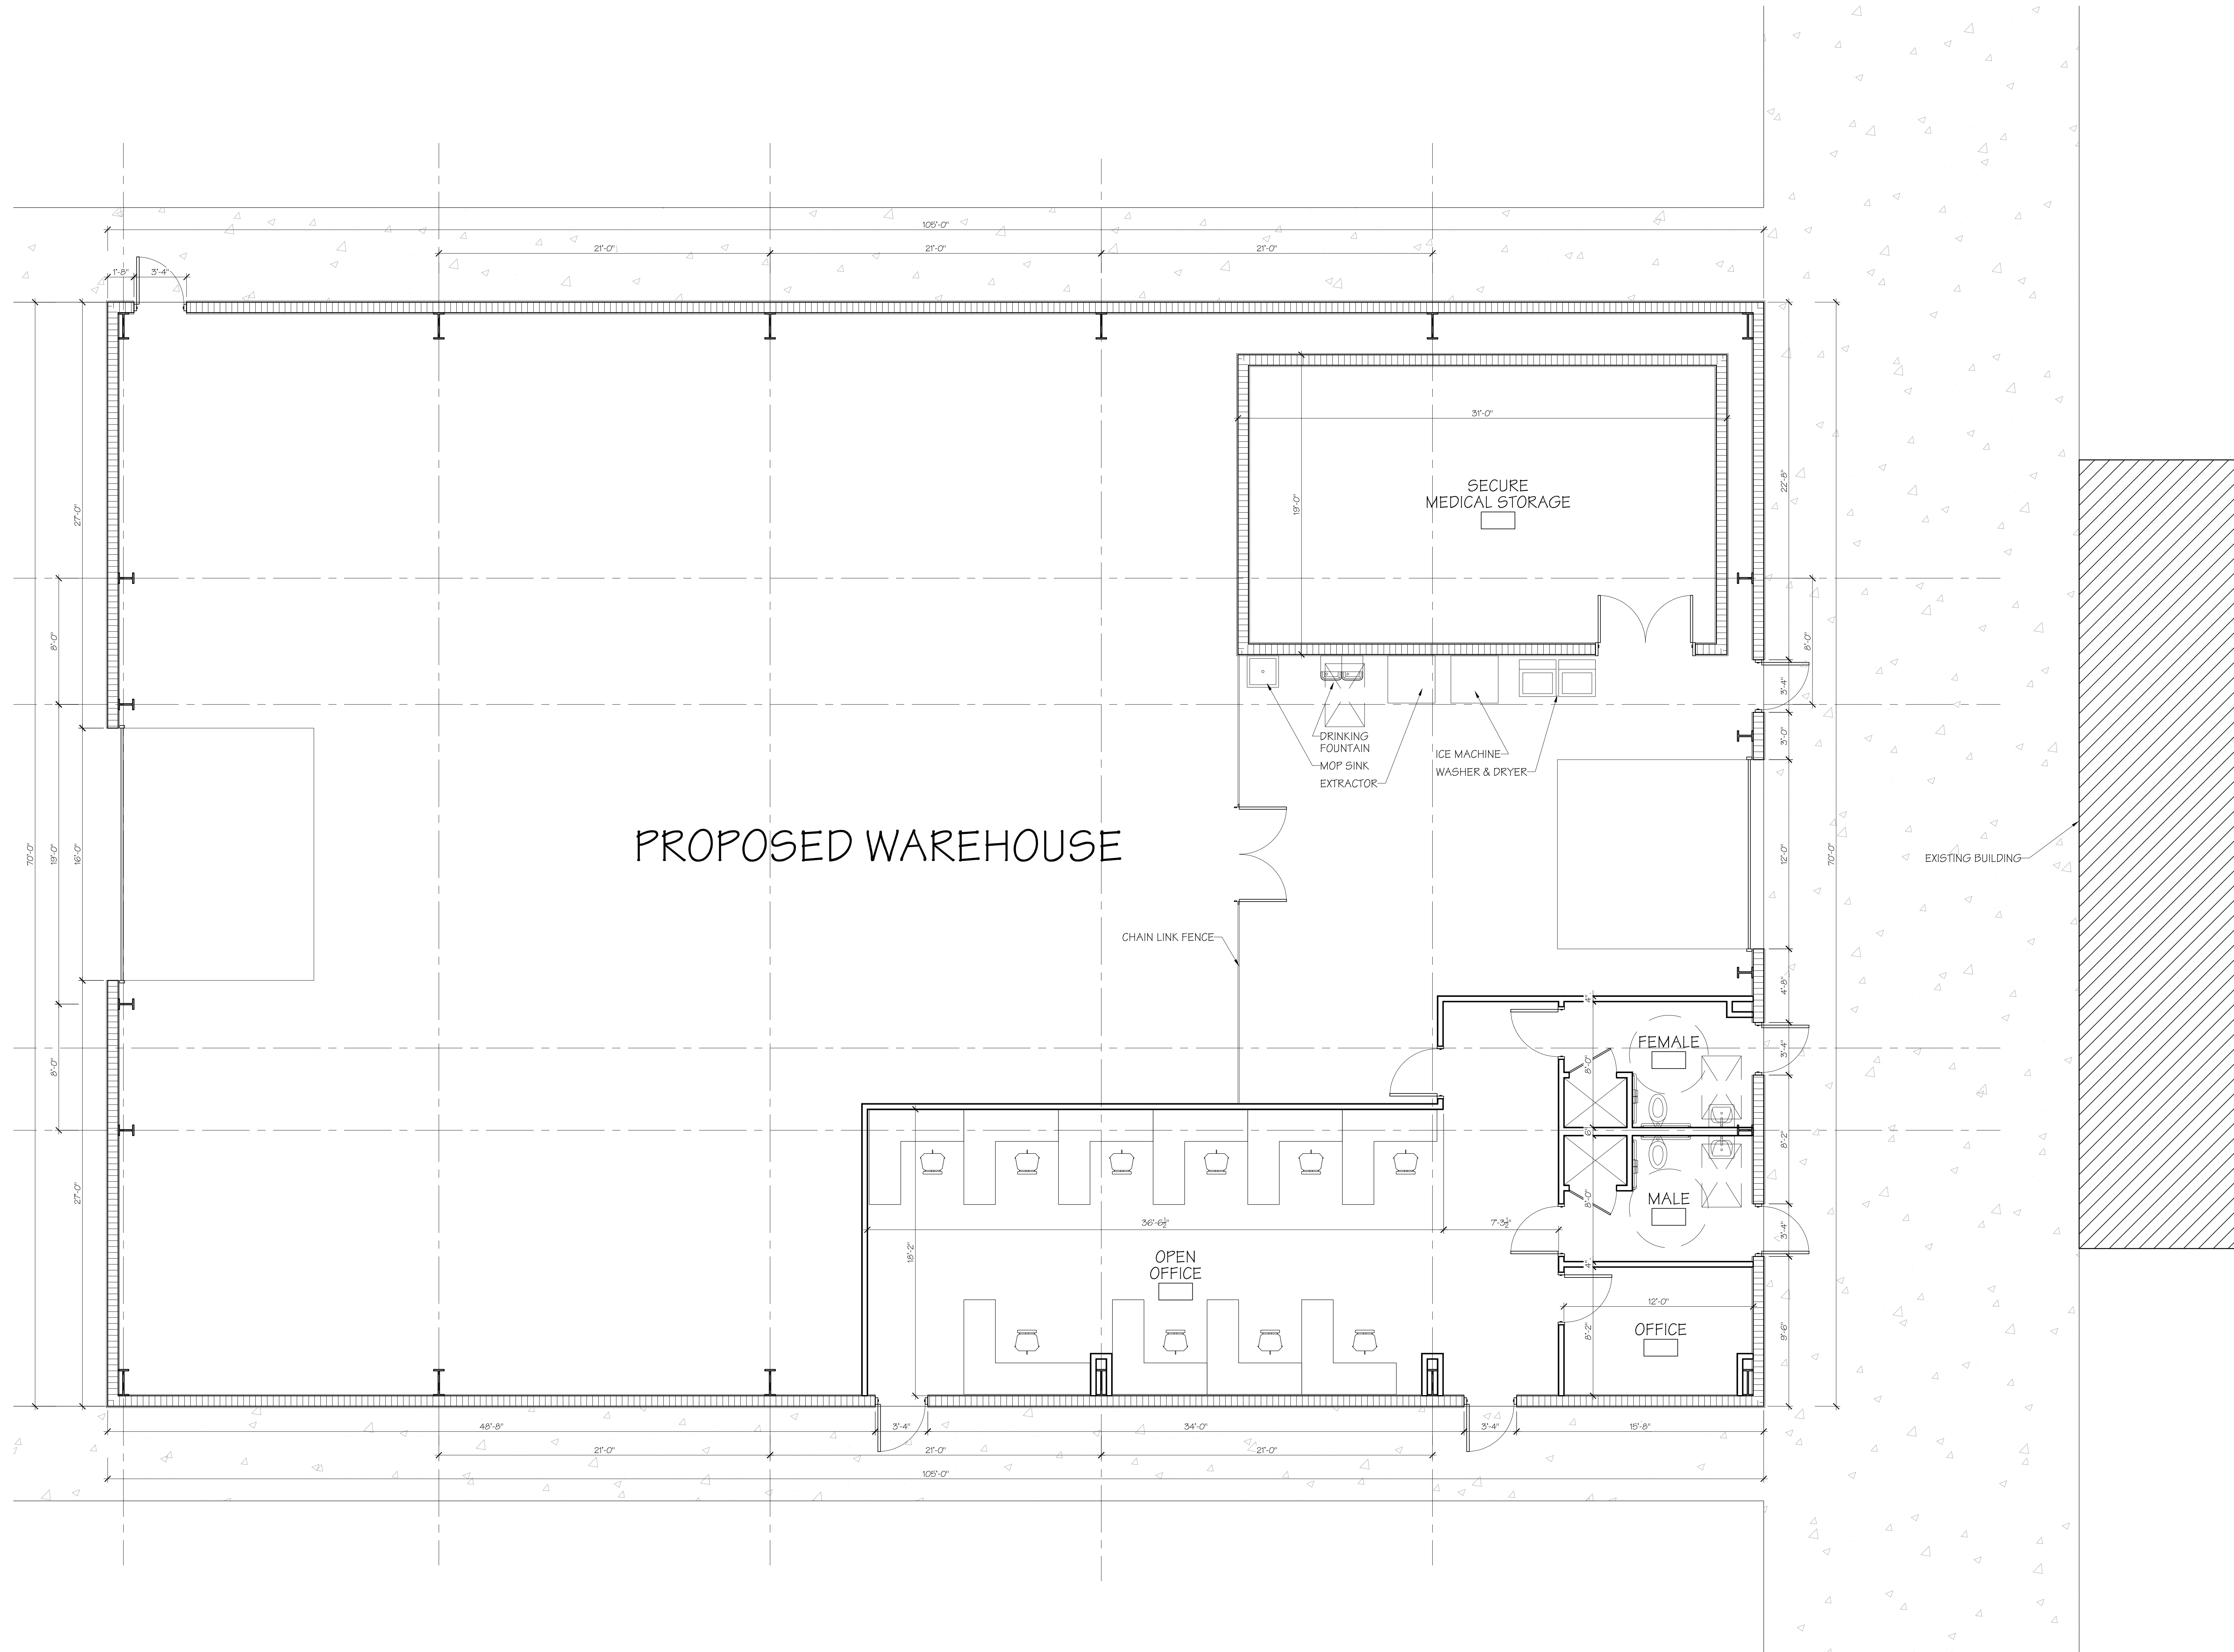 105'-0"
21'-0"
21'-0"
21'-0"
1'-8"
3'-4"
31'-0"
19'-0"
SECURE
MEDICAL STORAGE
22'-8"
27'-0"
8'-0"
8'-0"
3'-4"
3'-0"
DRINKING
FOUNTAIN
MOP SINK
EXTRACTOR
ICE MACHINE
WASHER & DRYER
70'-0"
19'-0"
16'-0"
PROPOSED WAREHOUSE
12'-0"
70'-0"
EXISTING BUILDING
CHAIN LINK FENCE
4'-8"
4"
FEMALE
8'-0"
3'-4"
8'-0"
6"
8'-2"
27'-0"
MALE
8'-0"
36'-6½"
7'-3½"
3'-4"
18'-2"
OPEN
OFFICE
4"
12'-0"
OFFICE
8'-2"
9'-6"
48'-8"
3'-4"
34'-0"
3'-4"
15'-8"
21'-0"
21'-0"
21'-0"
105'-0"